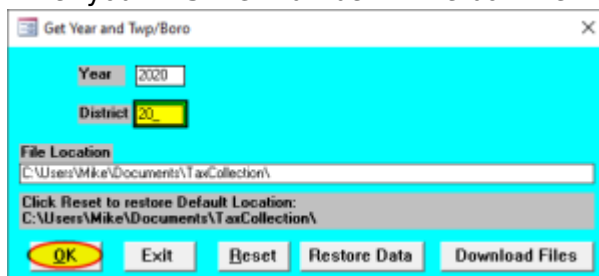 Get Year and Twp/Boro
Year 2020
District 20_
File Location
C:\Users\Mike\Documents\TaxCollection\
Click Reset to restore Default Location:
C:\Users\Mike\Documents\TaxCollection\
OK Exit Reset Restore Data Download Files